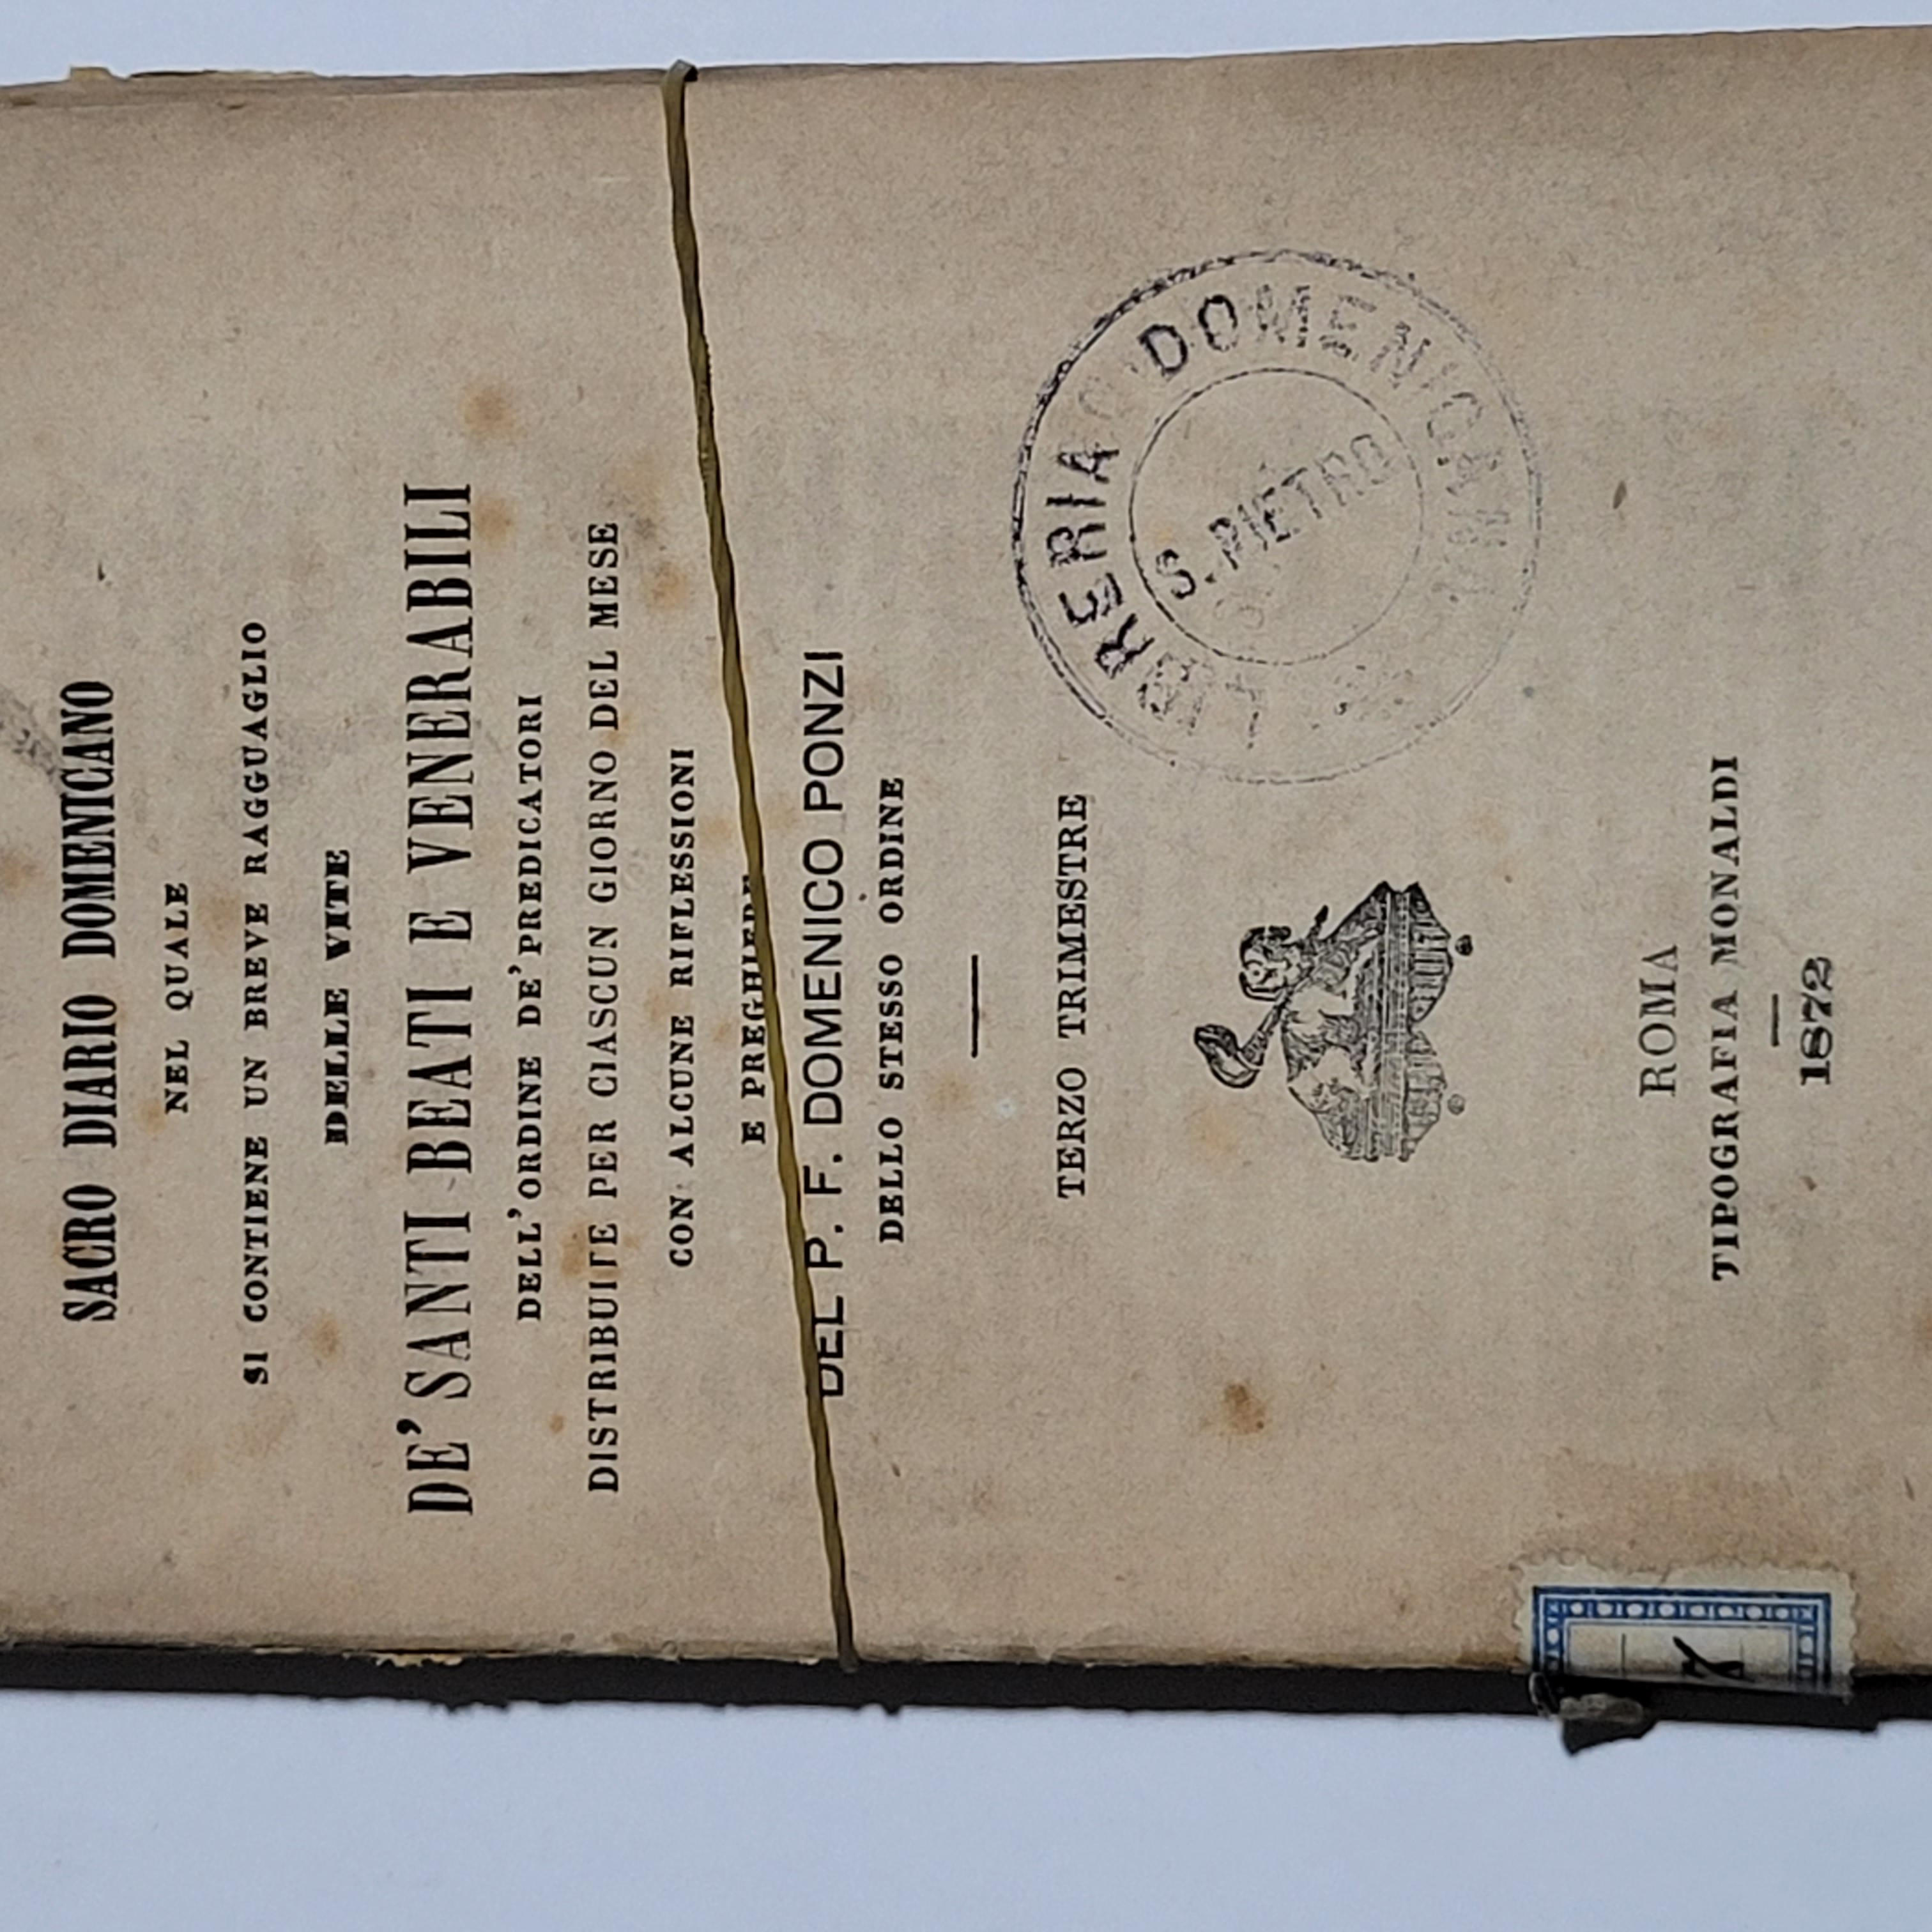 SACRO DIARIO DOMENICANO
NEL QUALE
SI CONTIENE UN BREVE RAGGUAGLIO
DELLE VITE
DE' SANTI BEATI E VENERABILI
DELL'ORDINE DE' PREDICATORI
DISTRIBUITE PER CIASCUN GIORNO DEL MESE
CON ALCUNE RIFLESSIONI
E PREGHIERE
DEL P. F. DOMENICO PONZI
DELLO STESSO ORDINE
TERZO TRIMESTRE
LIBRERIA DOMENICANI
S. PIETRO
ROMA
TIPOGRAFIA MONALDI
1872